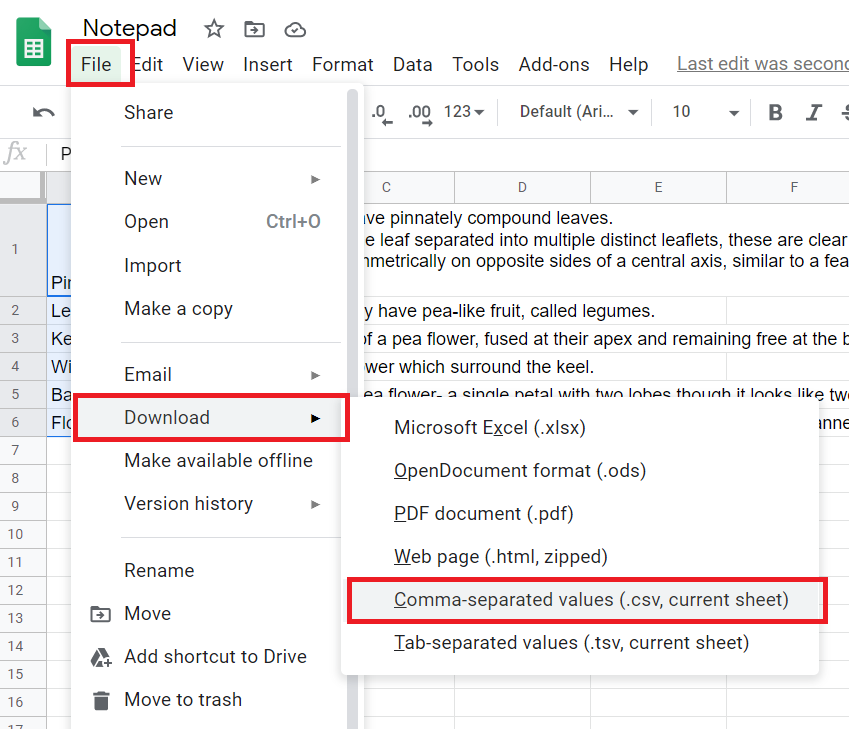 Notepad
File Edit View Insert Format Data Tools Add-ons Help Last edit was
.0 .00 123 Default (Ari... 10 B I
fx P
C D E F
1 ve pinnately compound leaves.
e leaf separated into multiple distinct leaflets, these are clear
mmetrically on opposite sides of a central axis, similar to a fea
Pin
2 Le y have pea-like fruit, called legumes.
3 Ke of a pea flower, fused at their apex and remaining free at the b
4 Wi wer which surround the keel.
5 Ba ea flower- a single petal with two lobes though it looks like two
6 Flo anne
7
8
9
10
11
12
13
14
15
16
17
Share
New
Open Ctrl+O
Import
Make a copy
Email
Download
Make available offline
Version history
Rename
Move
Add shortcut to Drive
Move to trash
Microsoft Excel (.xlsx)
OpenDocument format (.ods)
PDF document (.pdf)
Web page (.html, zipped)
Comma-separated values (.csv, current sheet)
Tab-separated values (.tsv, current sheet)